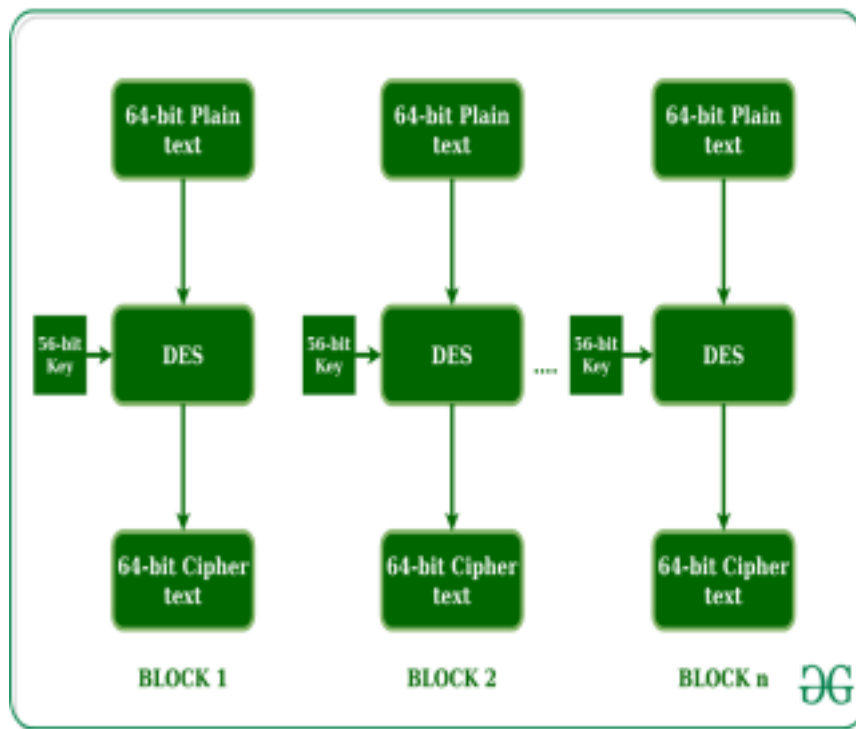 64-bit Plain
text
64-bit Plain
text
64-bit Plain
text
56-bit
Key
DES
56-bit
Key
DES
....
56-bit
Key
DES
64-bit Cipher
text
64-bit Cipher
text
64-bit Cipher
text
BLOCK 1
BLOCK 2
BLOCK n